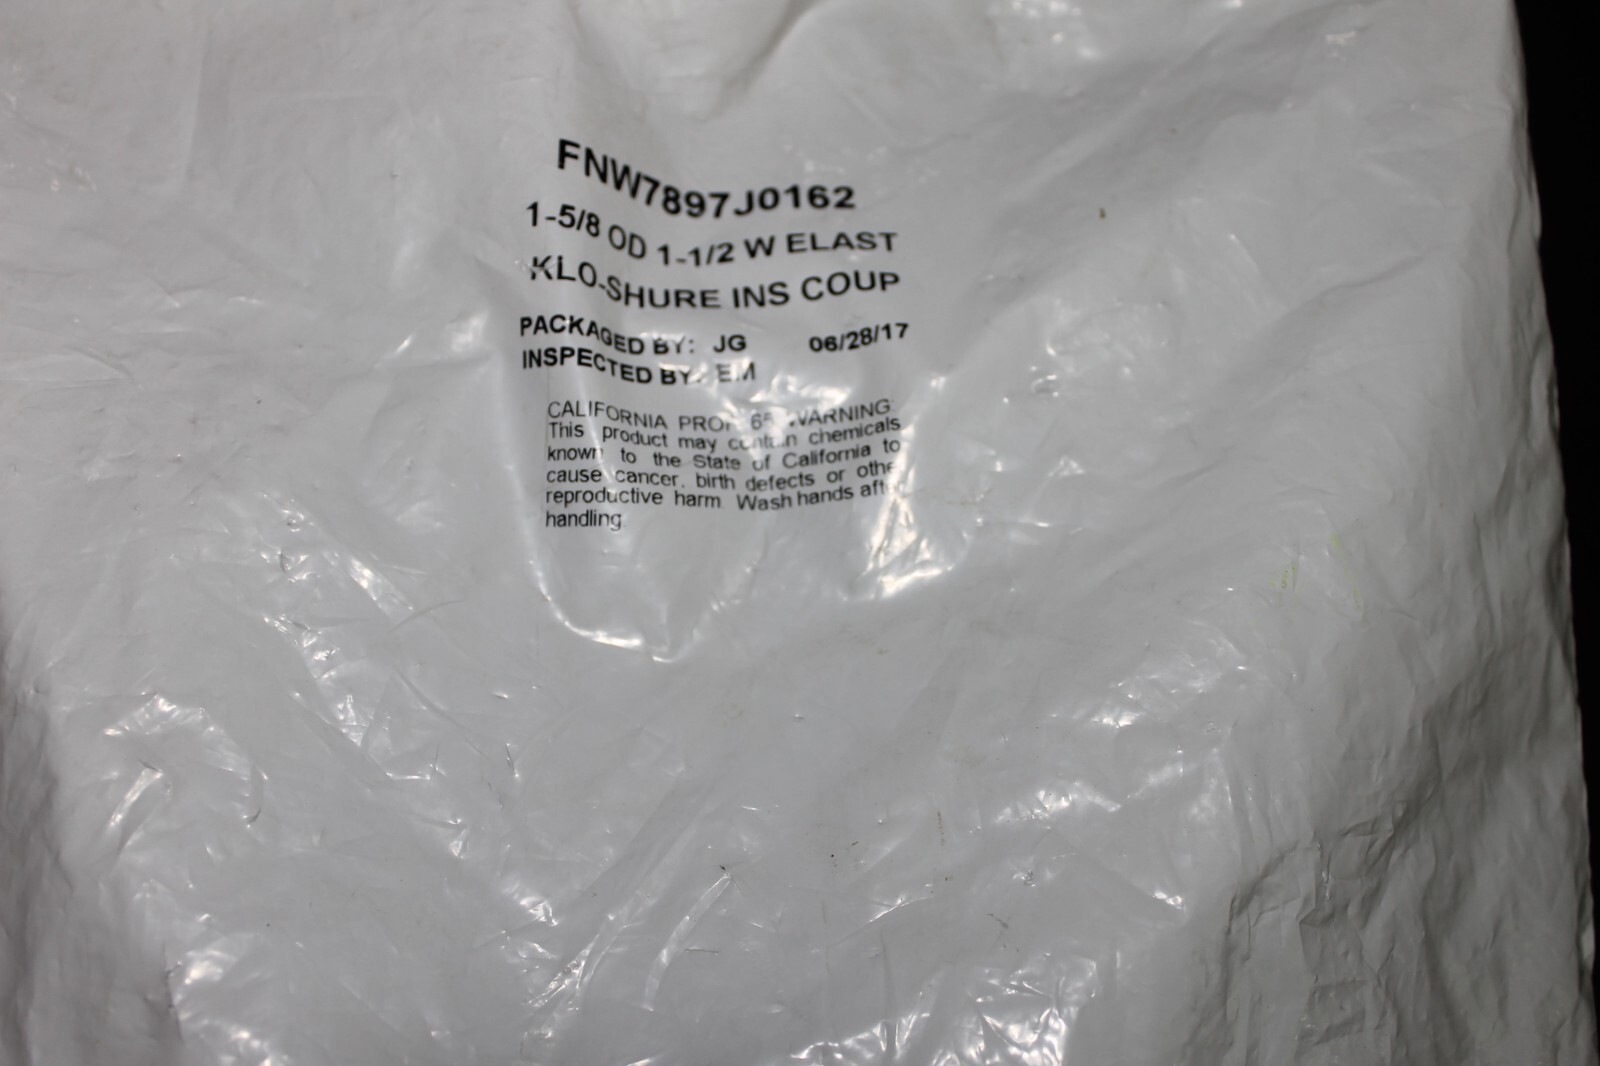 FNW7897J0162
1-5/8 OD 1-1/2 W ELAST
KLO-SHURE INS COUP
PACKAGED BY: JG 06/28/17
INSPECTED BY: EM
CALIFORNIA PROP 65 WARNING:
This product may contain chemicals
known to the State of California to
cause cancer, birth defects or other
reproductive harm. Wash hands after
handling.